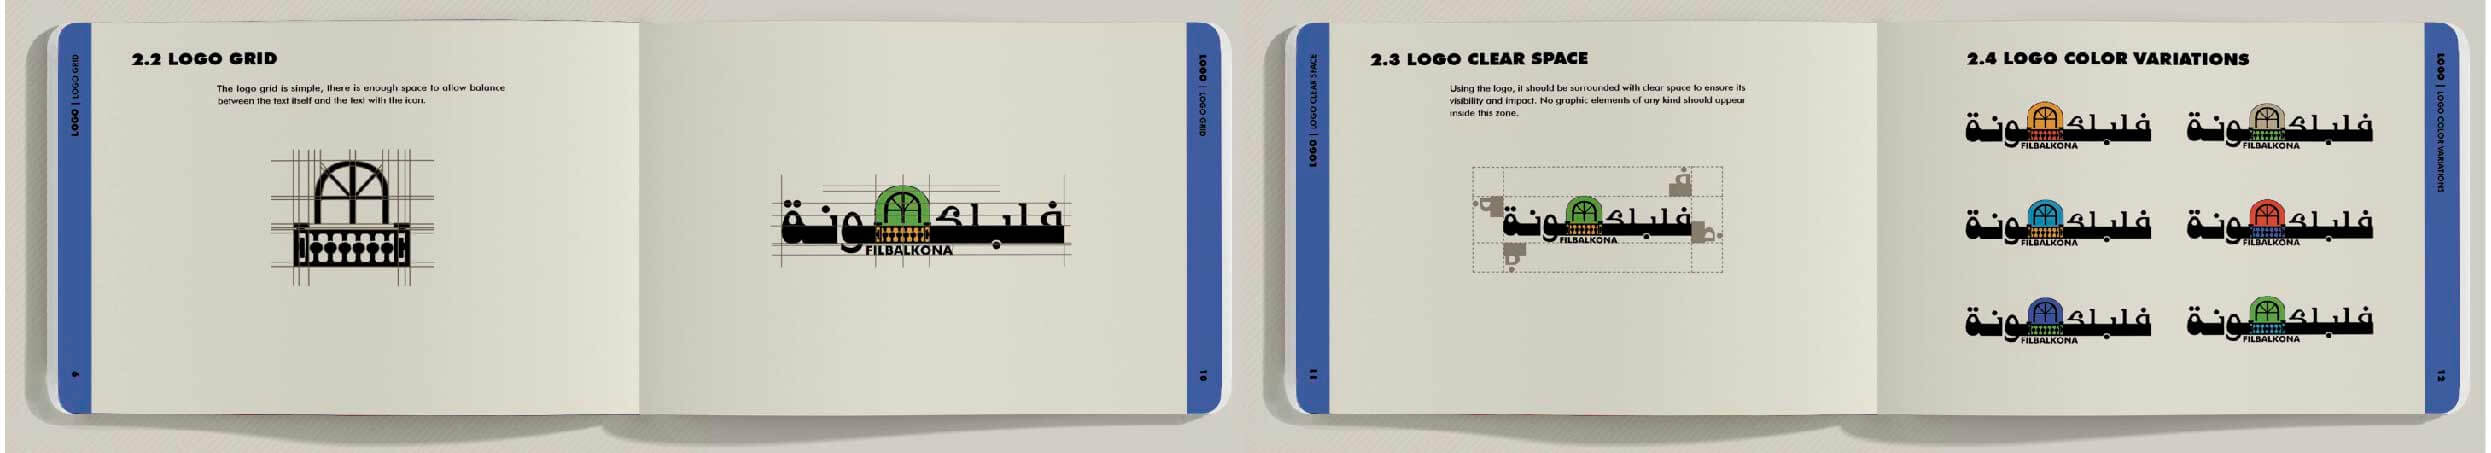 LOGO | LOGO GRID
9
2.2 LOGO GRID
The logo grid is simple, there is enough space to allow balance
between the text itself and the text with the icon.
فلبلكونة
FILBALKONA
LOGO | LOGO GRID
10
LOGO | LOGO CLEAR SPACE
11
2.3 LOGO CLEAR SPACE
Using the logo, it should be surrounded with clear space to ensure its
visibility and impact. No graphic elements of any kind should appear
inside this zone.
فلبلكونة
FILBALKONA
2.4 LOGO COLOR VARIATIONS
فلبلكونة
FILBALKONA
فلبلكونة
FILBALKONA
فلبلكونة
FILBALKONA
فلبلكونة
FILBALKONA
فلبلكونة
FILBALKONA
فلبلكونة
FILBALKONA
LOGO | LOGO COLOR VARIATIONS
12